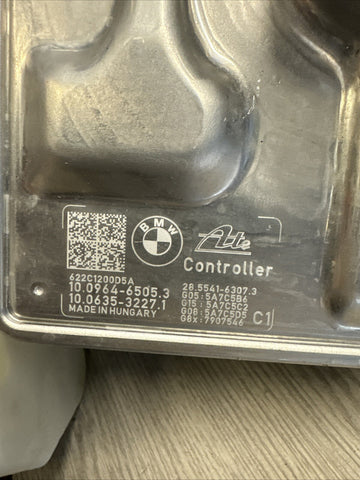 BMW
Ate
Controller
622C1200D5A
10.0964-6505.3
10.0635-3227.1
MADE IN HUNGARY
28.5541-6307.3
G05:5A7C5B6
G15:5A7C5C2
G08:5A7C5D5
G8x:7907546
C1